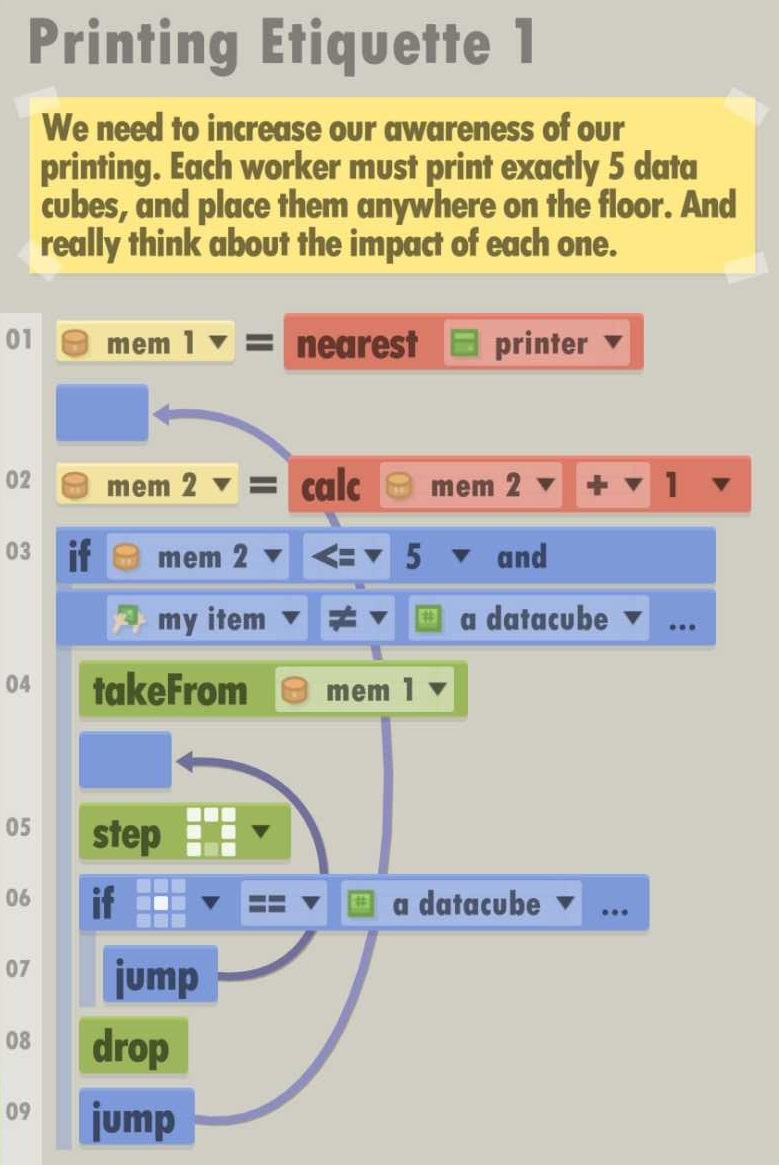 Printing Etiquette 1
We need to increase our awareness of our
printing. Each worker must print exactly 5 data
cubes, and place them anywhere on the floor. And
really think about the impact of each one.
01 mem 1 = nearest printer
02 mem 2 = calc mem 2 + 1
03 if mem 2 <= 5 and
my item ≠ a datacube ...
04 takeFrom mem 1
05 step
06 if == a datacube ...
07 jump
08 drop
09 jump